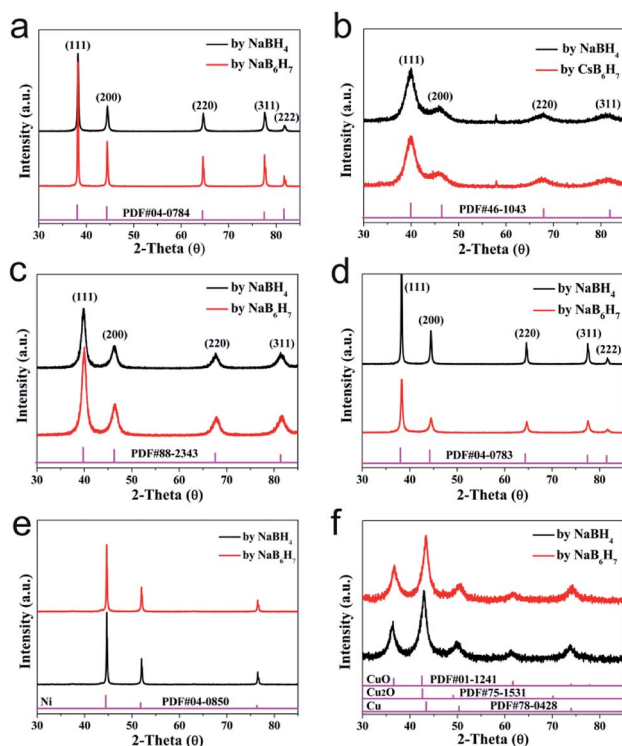 a
(111)
by NaBH₄
by NaB₆H₇
(200)
(220)
(311)
(222)
Intensity (a.u.)
PDF#04-0784
30 40 50 60 70 80
2-Theta (θ)
b
(111)
by NaBH₄
by CsB₆H₇
(200)
(220)
(311)
Intensity (a.u.)
PDF#46-1043
30 40 50 60 70 80
2-Theta (θ)
c
(111)
by NaBH₄
by NaB₆H₇
(200)
(220)
(311)
Intensity (a.u.)
PDF#88-2343
30 40 50 60 70 80
2-Theta (θ)
d
(111)
by NaBH₄
by NaB₆H₇
(200)
(220)
(311)
(222)
Intensity (a.u.)
PDF#04-0783
30 40 50 60 70 80
2-Theta (θ)
e
by NaB₆H₇
by NaBH₄
Intensity (a.u.)
Ni PDF#04-0850
30 40 50 60 70 80
2-Theta (θ)
f
by NaBH₄
by NaB₆H₇
Intensity (a.u.)
CuO PDF#01-1241
Cu2O PDF#75-1531
Cu PDF#78-0428
30 40 50 60 70 80
2-Theta (θ)